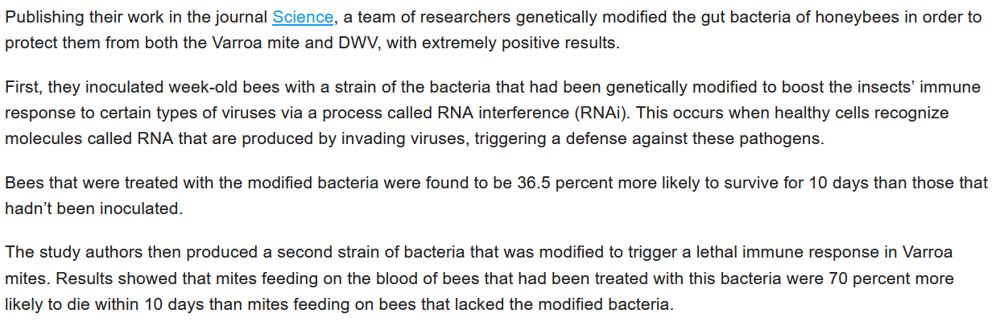 Publishing their work in the journal Science, a team of researchers genetically modified the gut bacteria of honeybees in order to
protect them from both the Varroa mite and DWV, with extremely positive results.
First, they inoculated week-old bees with a strain of the bacteria that had been genetically modified to boost the insects’ immune
response to certain types of viruses via a process called RNA interference (RNAi). This occurs when healthy cells recognize
molecules called RNA that are produced by invading viruses, triggering a defense against these pathogens.
Bees that were treated with the modified bacteria were found to be 36.5 percent more likely to survive for 10 days than those that
hadn’t been inoculated.
The study authors then produced a second strain of bacteria that was modified to trigger a lethal immune response in Varroa
mites. Results showed that mites feeding on the blood of bees that had been treated with this bacteria were 70 percent more
likely to die within 10 days than mites feeding on bees that lacked the modified bacteria.